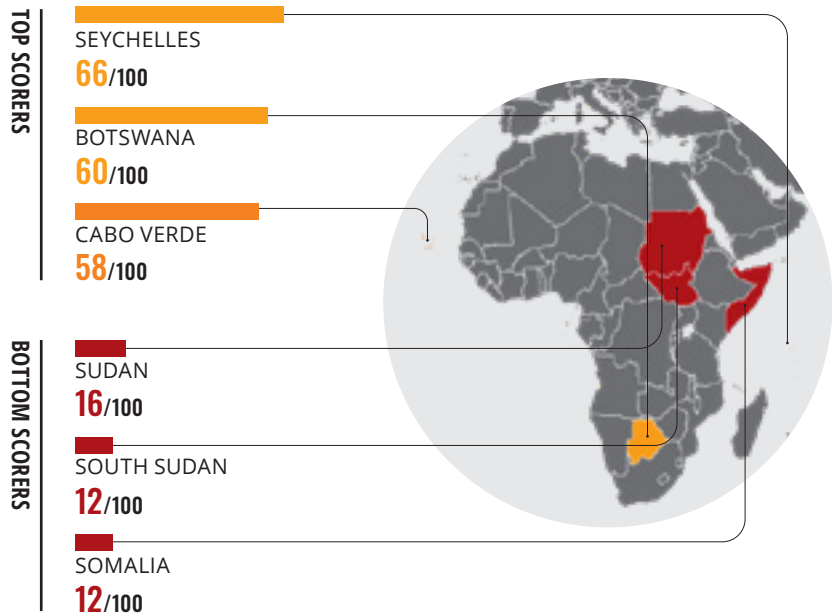 TOP SCORERS
SEYCHELLES
66/100
BOTSWANA
60/100
CABO VERDE
58/100
BOTTOM SCORERS
SUDAN
16/100
SOUTH SUDAN
12/100
SOMALIA
12/100